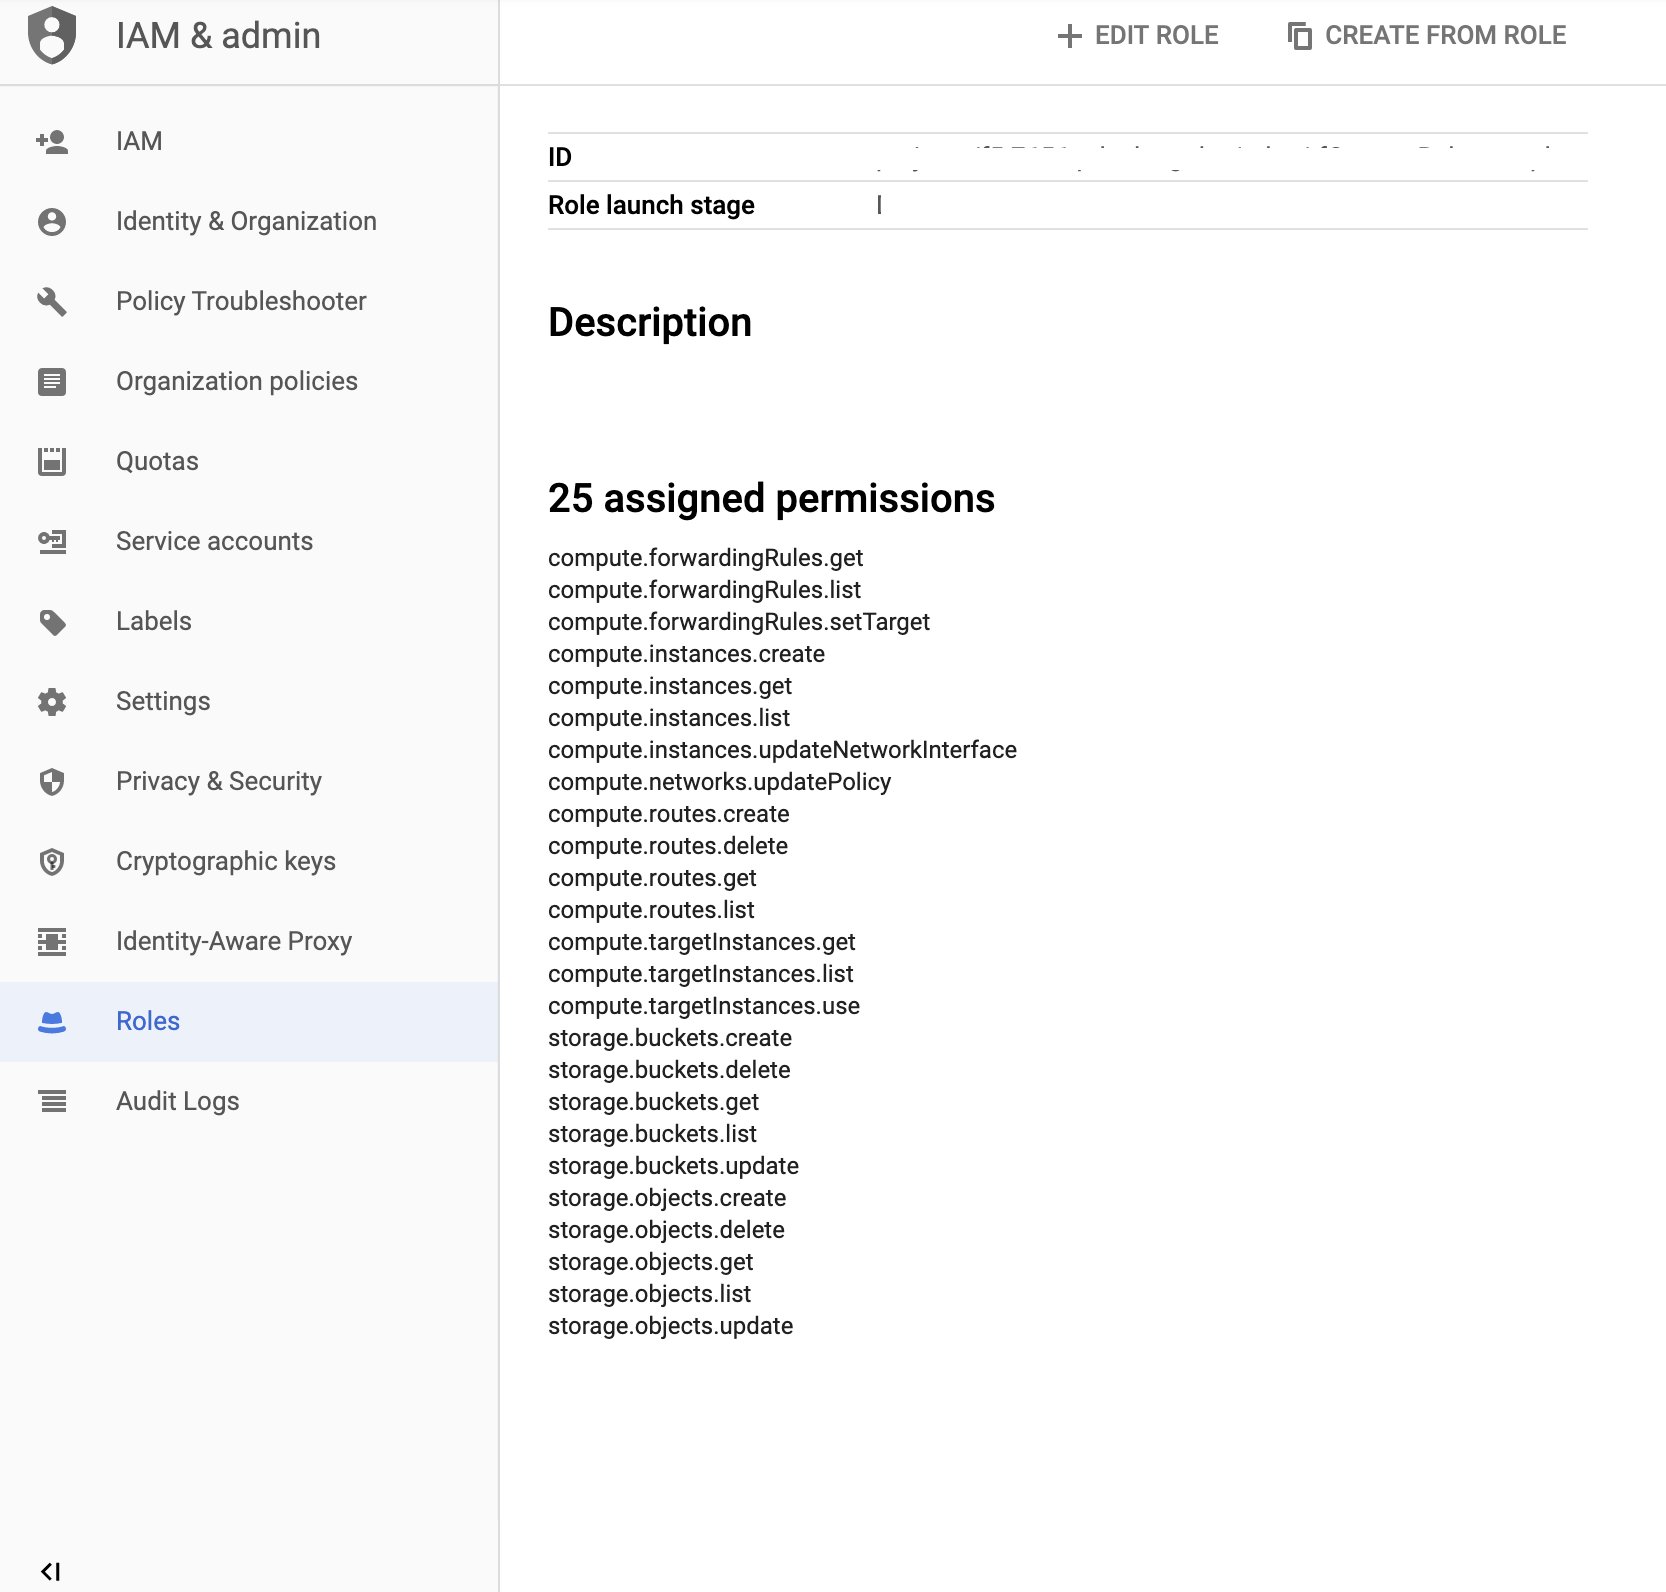 IAM & admin
EDIT ROLE
CREATE FROM ROLE
IAM
Identity & Organization
Policy Troubleshooter
Organization policies
Quotas
Service accounts
Labels
Settings
Privacy & Security
Cryptographic keys
Identity-Aware Proxy
Roles
Audit Logs
ID
Role launch stage
Description
25 assigned permissions
compute.forwardingRules.get
compute.forwardingRules.list
compute.forwardingRules.setTarget
compute.instances.create
compute.instances.get
compute.instances.list
compute.instances.updateNetworkInterface
compute.networks.updatePolicy
compute.routes.create
compute.routes.delete
compute.routes.get
compute.routes.list
compute.targetInstances.get
compute.targetInstances.list
compute.targetInstances.use
storage.buckets.create
storage.buckets.delete
storage.buckets.get
storage.buckets.list
storage.buckets.update
storage.objects.create
storage.objects.delete
storage.objects.get
storage.objects.list
storage.objects.update